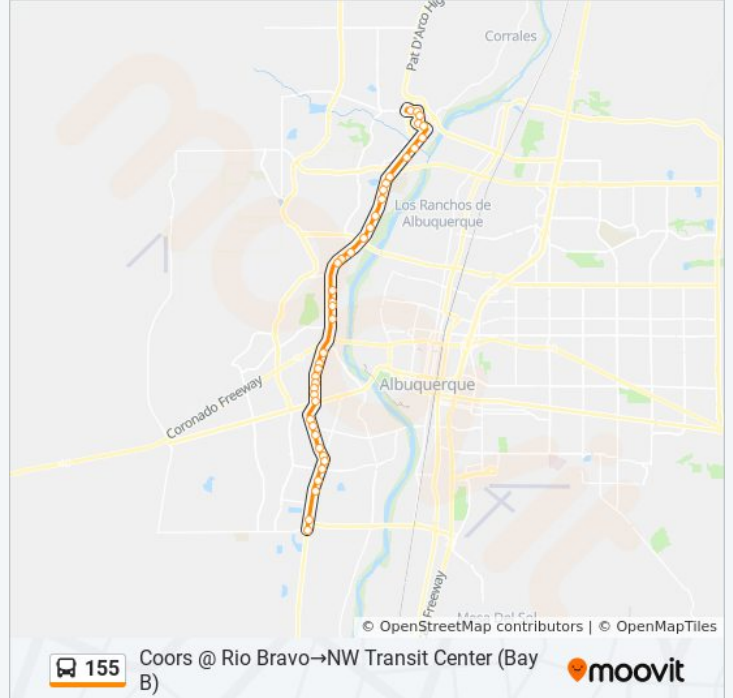 Corrales
Pat D'Arco Hig
Los Ranchos de
Albuquerque
Albuquerque
Coronado Freeway
Freeway
Mesa Del Sol
© OpenStreetMap contributors | © OpenMapTiles
155
Coors @ Rio Bravo→NW Transit Center (Bay
B)
moovit